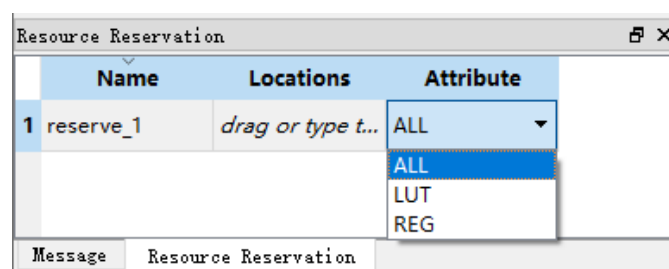 Resource Reservation
Name Locations Attribute
1 reserve_1 drag or type t... ALL
ALL
LUT
REG
Message Resource Reservation